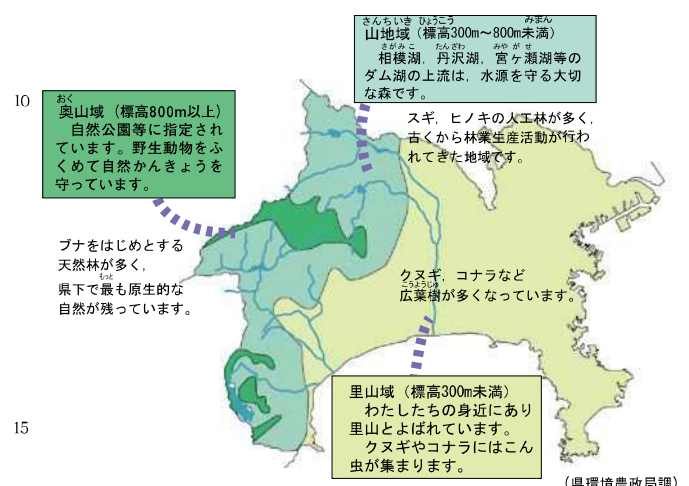 さんちいき ひょうこう みまん
山地域（標高300m～800m未満）
さがみこ たんざわ みやがせ
相模湖，丹沢湖，宮ヶ瀬湖等の
ダム湖の上流は，水源を守る大切
な森です。
10
おく
奥山域（標高800m以上）
自然公園等に指定され
ています。野生動物をふ
くめて自然かんきょうを
守っています。
スギ，ヒノキの人工林が多く，
古くから林業生産活動が行わ
れてきた地域です。
ブナをはじめとする
天然林が多く，
もっと
県下で最も原生的な
自然が残っています。
クヌギ，コナラなど
こうようじゅ
広葉樹が多くなっています。
里山域（標高300m未満）
わたしたちの身近にあり
里山とよばれています。
クヌギやコナラにはこん
虫が集まります。
15
（県環境農政局調）